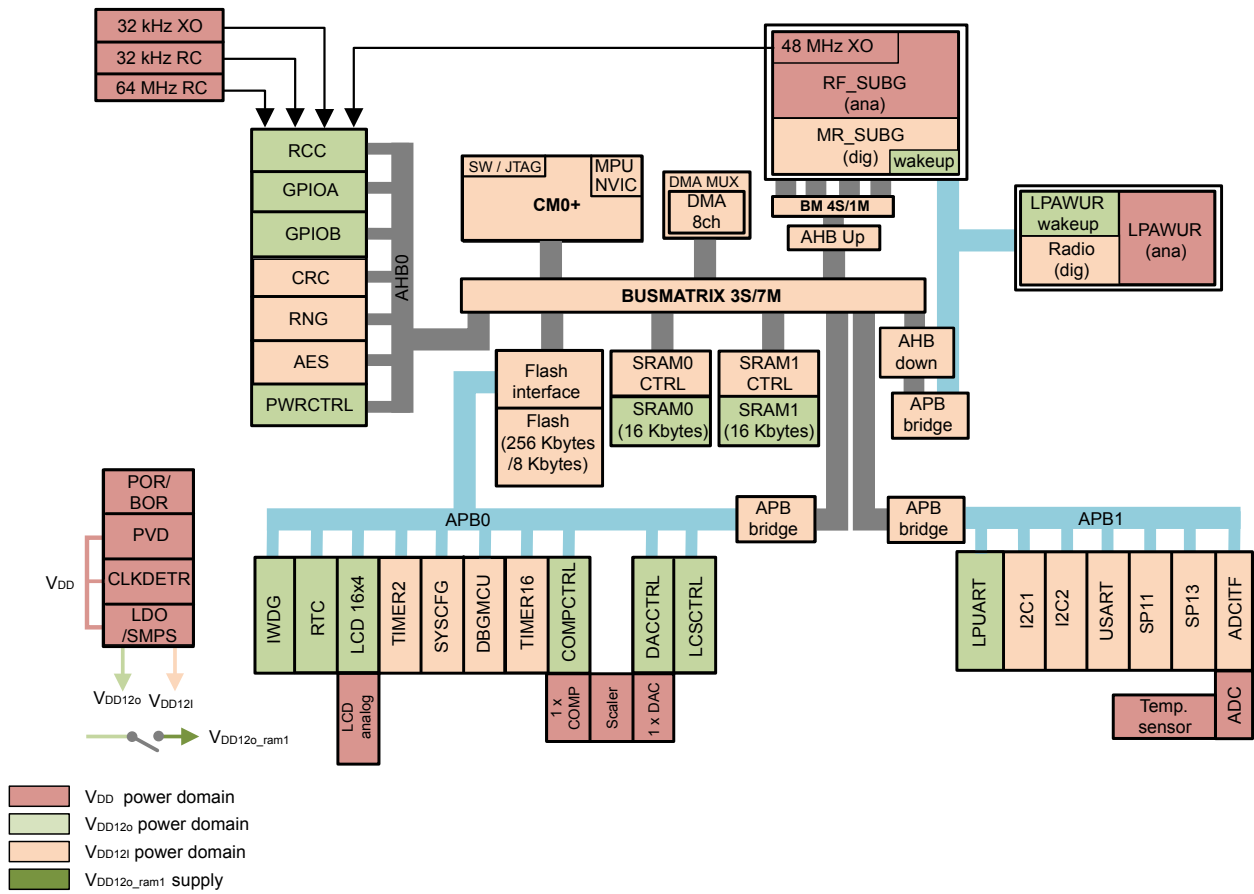 32 kHz XO
32 kHz RC
64 MHz RC
48 MHz XO
RF_SUBG
(ana)
MR_SUBG
(dig)
wakeup
RCC
GPIOA
GPIOB
CRC
RNG
AES
PWRCTRL
AHB0
SW / JTAG
MPU
NVIC
CM0+
DMA MUX
DMA
8ch
BM 4S/1M
AHB Up
LPAWUR
wakeup
Radio
(dig)
LPAWUR
(ana)
BUSMATRIX 3S/7M
Flash
interface
Flash
(256 Kbytes
/8 Kbytes)
SRAM0
CTRL
SRAM0
(16 Kbytes)
SRAM1
CTRL
SRAM1
(16 Kbytes)
AHB
down
APB
bridge
POR/
BOR
PVD
CLKDETR
LDO
/SMPS
VDD
VDD12o
VDD12I
VDD12o_ram1
APB0
APB
bridge
APB
bridge
APB1
IWDG
RTC
LCD 16x4
TIMER2
SYSCFG
DBGMCU
TIMER16
COMPCTRL
DACCTRL
LCSCTRL
LCD
analog
1 x
COMP
Scaler
1 x DAC
LPUART
I2C1
I2C2
USART
SP11
SP13
ADCITF
Temp.
sensor
ADC
VDD power domain
VDD12o power domain
VDD12I power domain
VDD12o_ram1 supply